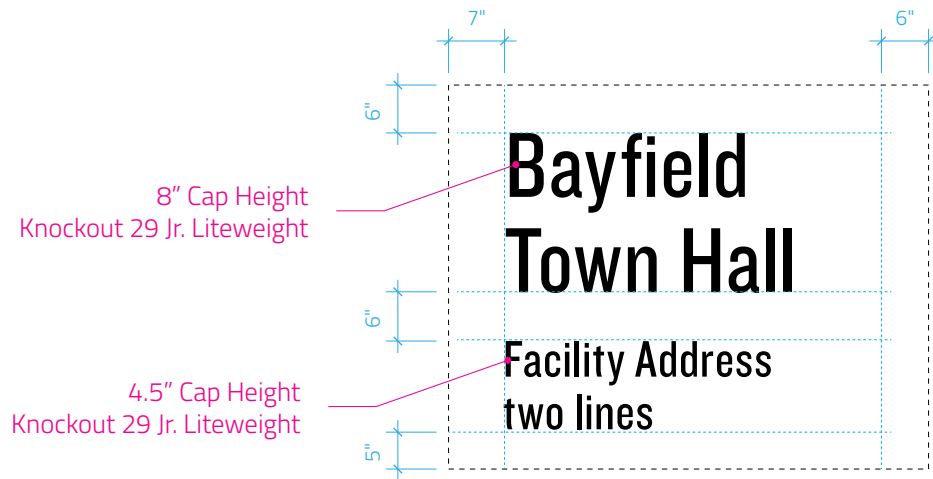 7"
6"
6"
Bayfield
Town Hall
8” Cap Height
Knockout 29 Jr. Liteweight
6"
Facility Address
two lines
4.5” Cap Height
Knockout 29 Jr. Liteweight
5"